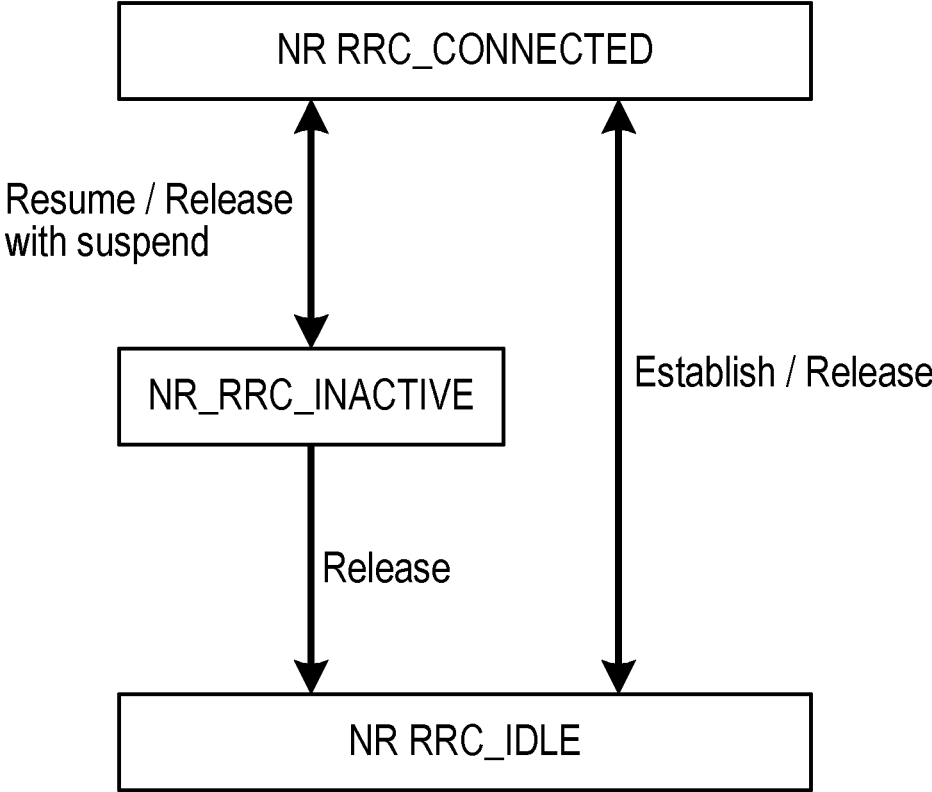 NR RRC_CONNECTED
Resume / Release
with suspend
NR_RRC_INACTIVE
Establish / Release
Release
NR RRC_IDLE